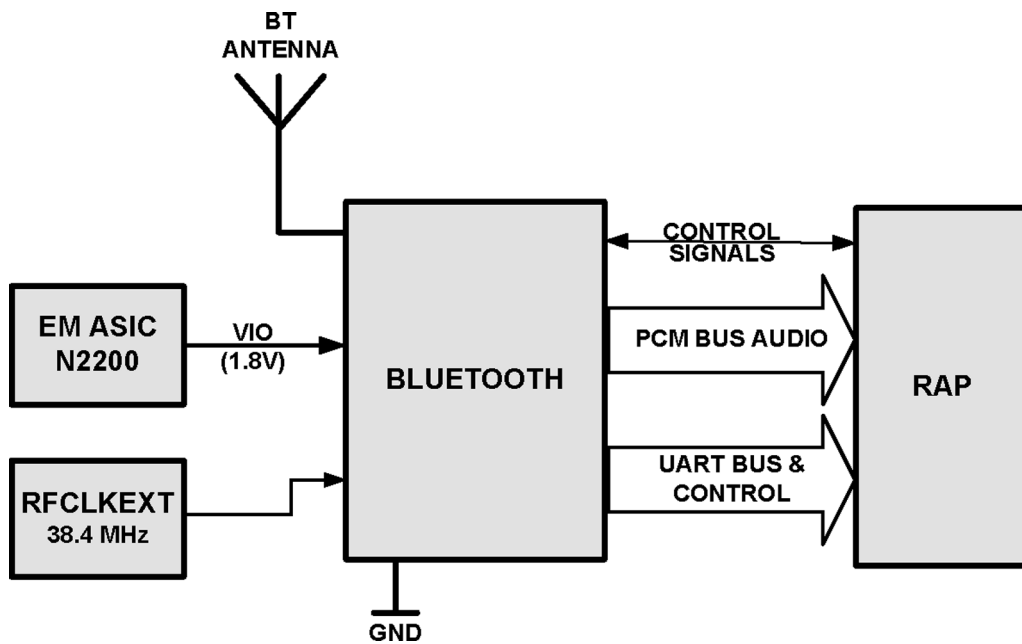 BT
ANTENNA
CONTROL
SIGNALS
EM ASIC
N2200
VIO
(1.8V)
PCM BUS AUDIO
BLUETOOTH
RAP
UART BUS &
CONTROL
RFCLKEXT
38.4 MHz
GND